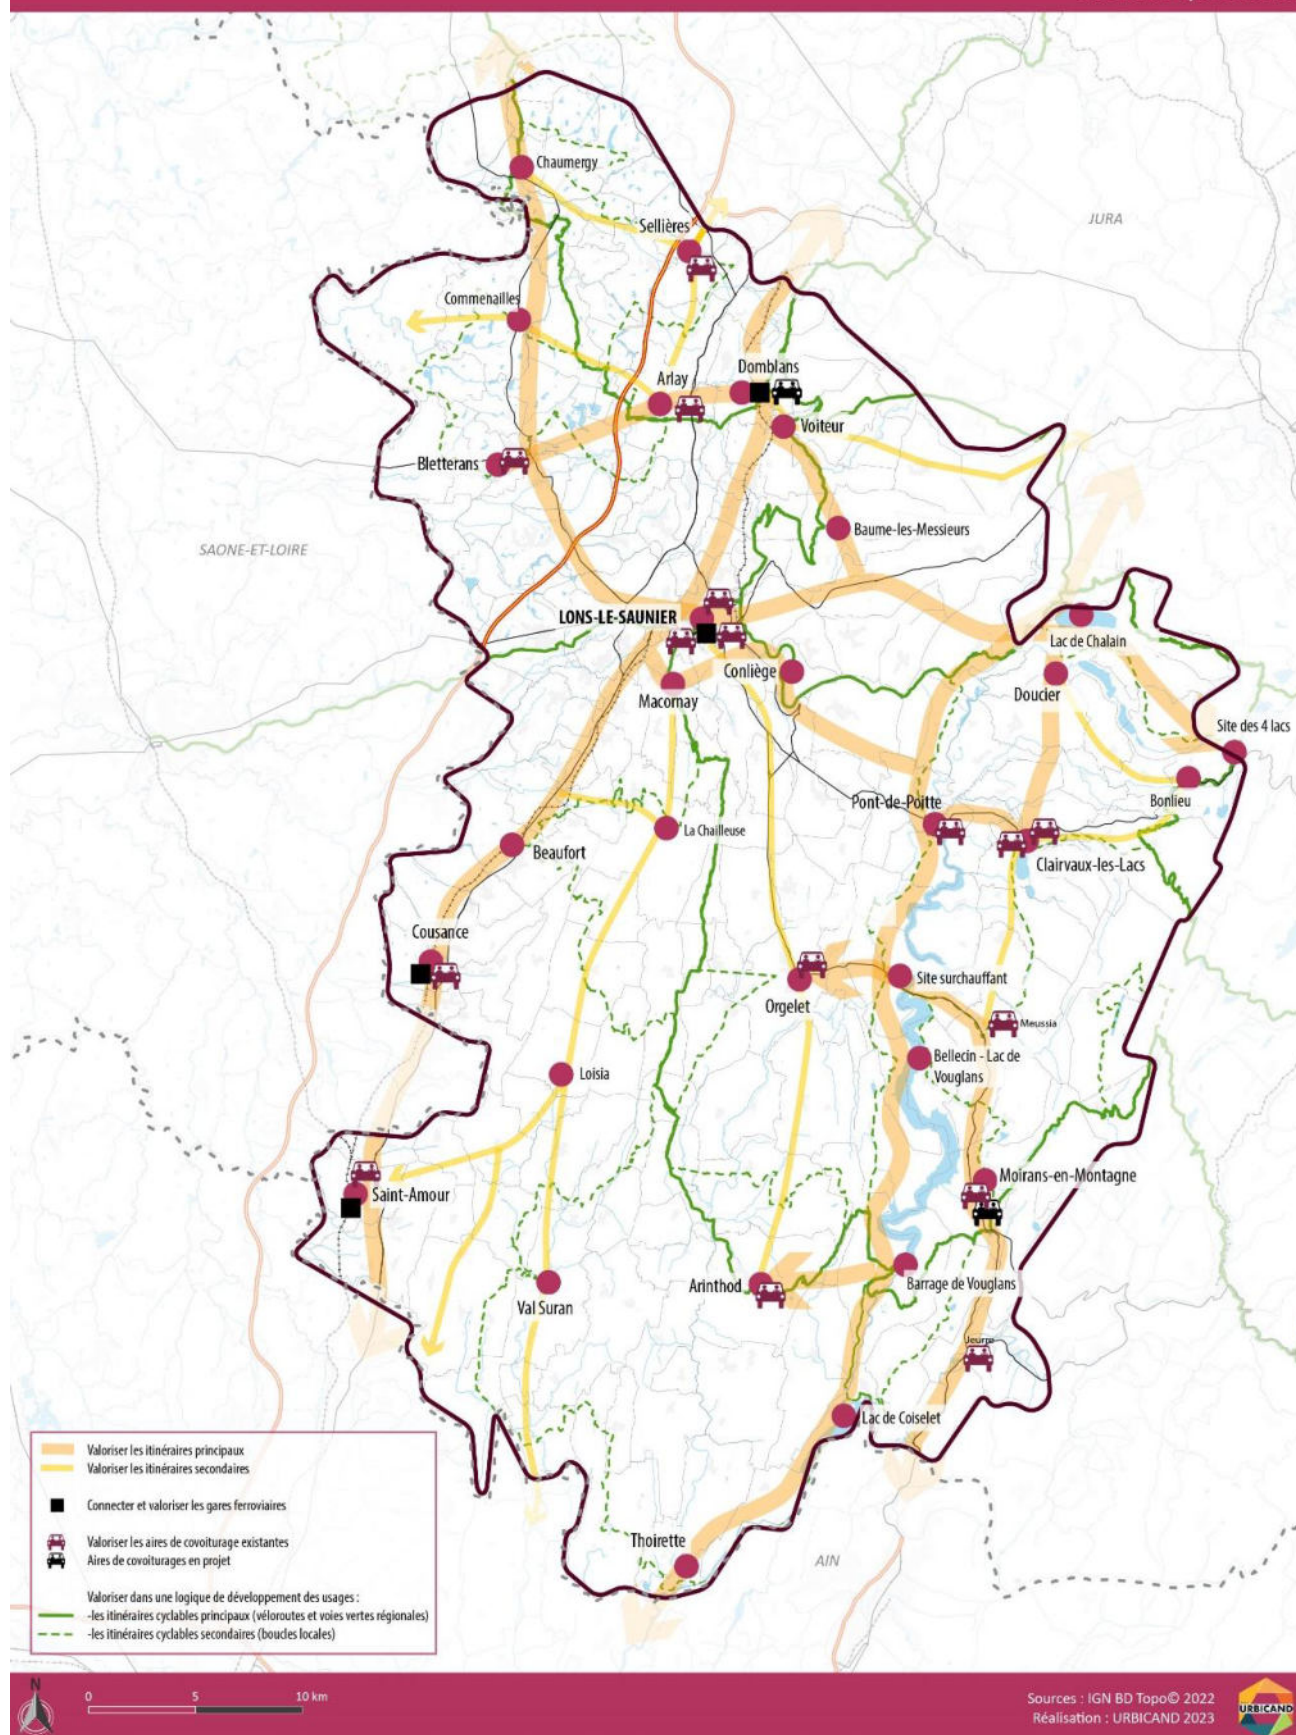 Chaumergy
Sellières
JURA
Commenailles
Domblans
Arlay
Voiteur
Bletterans
Baume-les-Messieurs
SAONE-ET-LOIRE
LONS-LE-SAUNIER
Lac de Chalain
Conliège
Doucier
Macornay
Site des 4 lacs
Bonlieu
Pont-de-Poitte
La Chailleuse
Beaufort
Clairvaux-les-Lacs
Cousance
Site surchauffant
Orgelet
Meussia
Bellecin - Lac de
Vouglans
Loisia
Moirans-en-Montagne
Saint-Amour
Arinthod
Barrage de Vouglans
Val Suran
Jeurre
Lac de Coiselet
Thoirette
AIN
Valoriser les itinéraires principaux
Valoriser les itinéraires secondaires
Connecter et valoriser les gares ferroviaires
Valoriser les aires de covoiturage existantes
Aires de covoiturages en projet
Valoriser dans une logique de développement des usages :
-les itinéraires cyclables principaux (véloroutes et voies vertes régionales)
-les itinéraires cyclables secondaires (boucles locales)
N
0 5 10 km
Sources : IGN BD Topo© 2022
Réalisation : URBICAND 2023
URBICAND